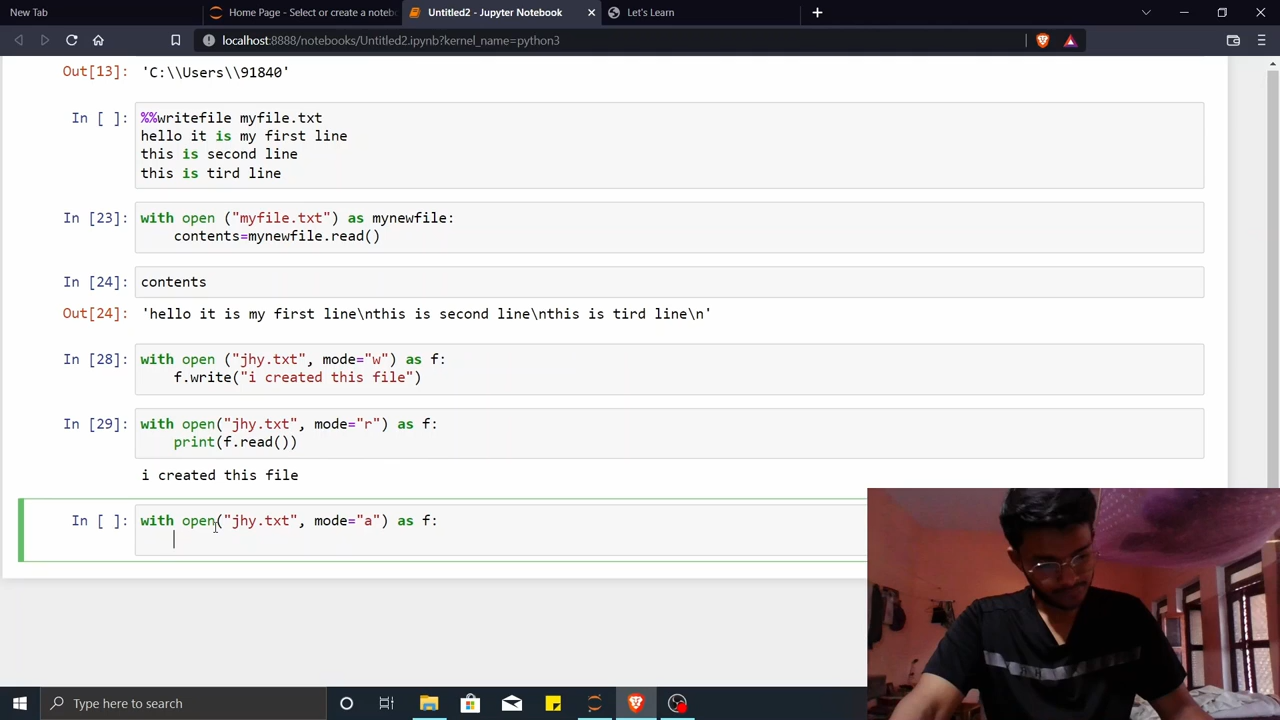 New Tab
Home Page - Select or create a noteb
Untitled2 - Jupyter Notebook
Let's Learn
localhost:8888/notebooks/Untitled2.ipynb?kernel_name=python3
Out[13]: 'C:\\Users\\91840'
In [ ]: %%writefile myfile.txt
hello it is my first line
this is second line
this is tird line
In [23]: with open ("myfile.txt") as mynewfile:
    contents=mynewfile.read()
In [24]: contents
Out[24]: 'hello it is my first line\nthis is second line\nthis is tird line\n'
In [28]: with open ("jhy.txt", mode="w") as f:
    f.write("i created this file")
In [29]: with open("jhy.txt", mode="r") as f:
    print(f.read())
i created this file
In [ ]: with open("jhy.txt", mode="a") as f:
Type here to search